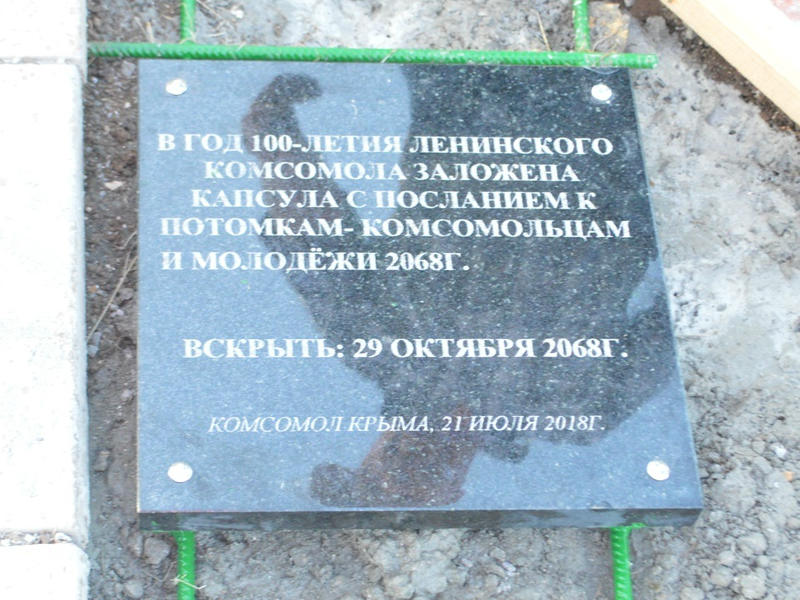 В ГОД 100-ЛЕТИЯ ЛЕНИНСКОГО
КОМСОМОЛА ЗАЛОЖЕНА
КАПСУЛА С ПОСЛАНИЕМ К
ПОТОМКАМ- КОМСОМОЛЬЦАМ
И МОЛОДЁЖИ 2068Г.
ВСКРЫТЬ: 29 ОКТЯБРЯ 2068Г.
КОМСОМОЛ КРЫМА, 21 ИЮЛЯ 2018Г.